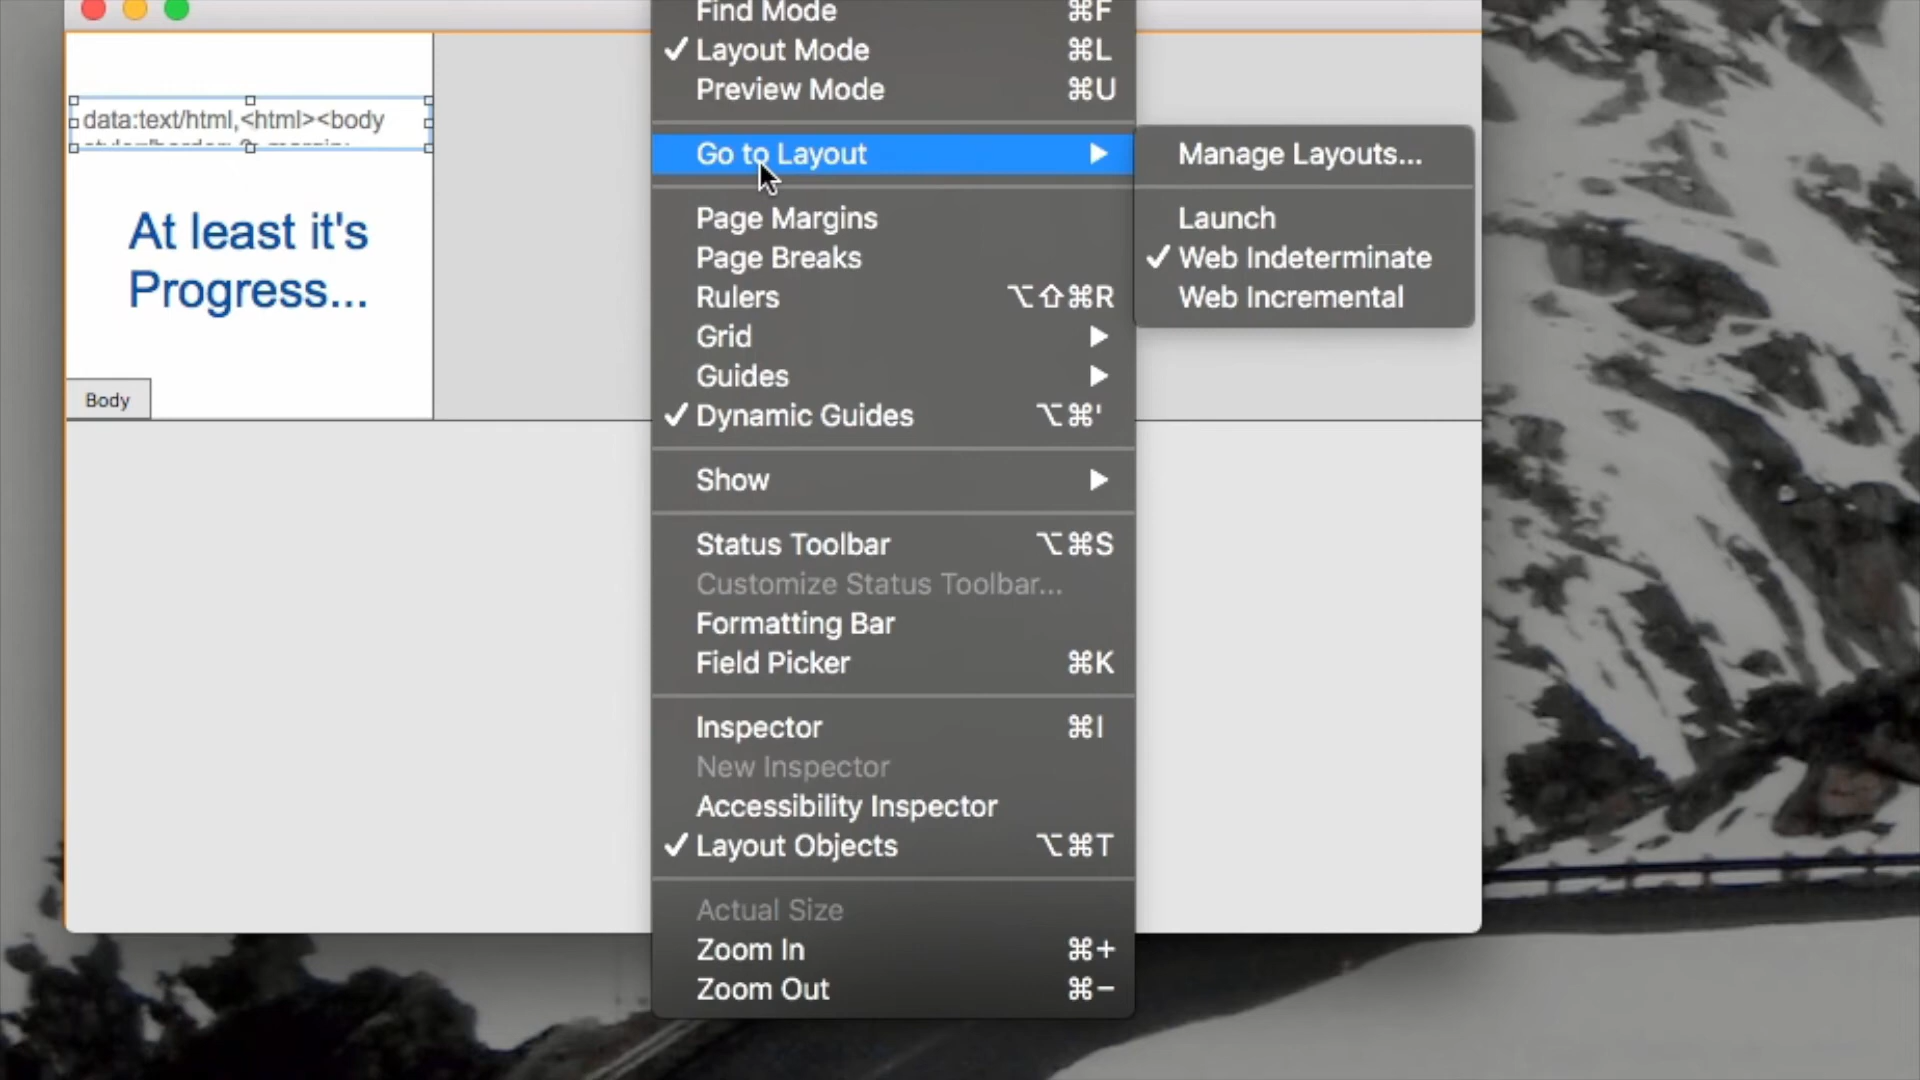 Find Mode ⌘F
✓ Layout Mode ⌘L
Preview Mode ⌘U
data:text/html,<html><body
Go to Layout ▶
Manage Layouts...
Page Margins
Page Breaks
Rulers ⌥⇧⌘R
Grid ▶
Guides ▶
✓ Dynamic Guides ⌥⌘'
Launch
✓ Web Indeterminate
Web Incremental
At least it's
Progress...
Body
Show ▶
Status Toolbar ⌥⌘S
Customize Status Toolbar...
Formatting Bar
Field Picker ⌘K
Inspector ⌘I
New Inspector
Accessibility Inspector
✓ Layout Objects ⌥⌘T
Actual Size
Zoom In ⌘+
Zoom Out ⌘−